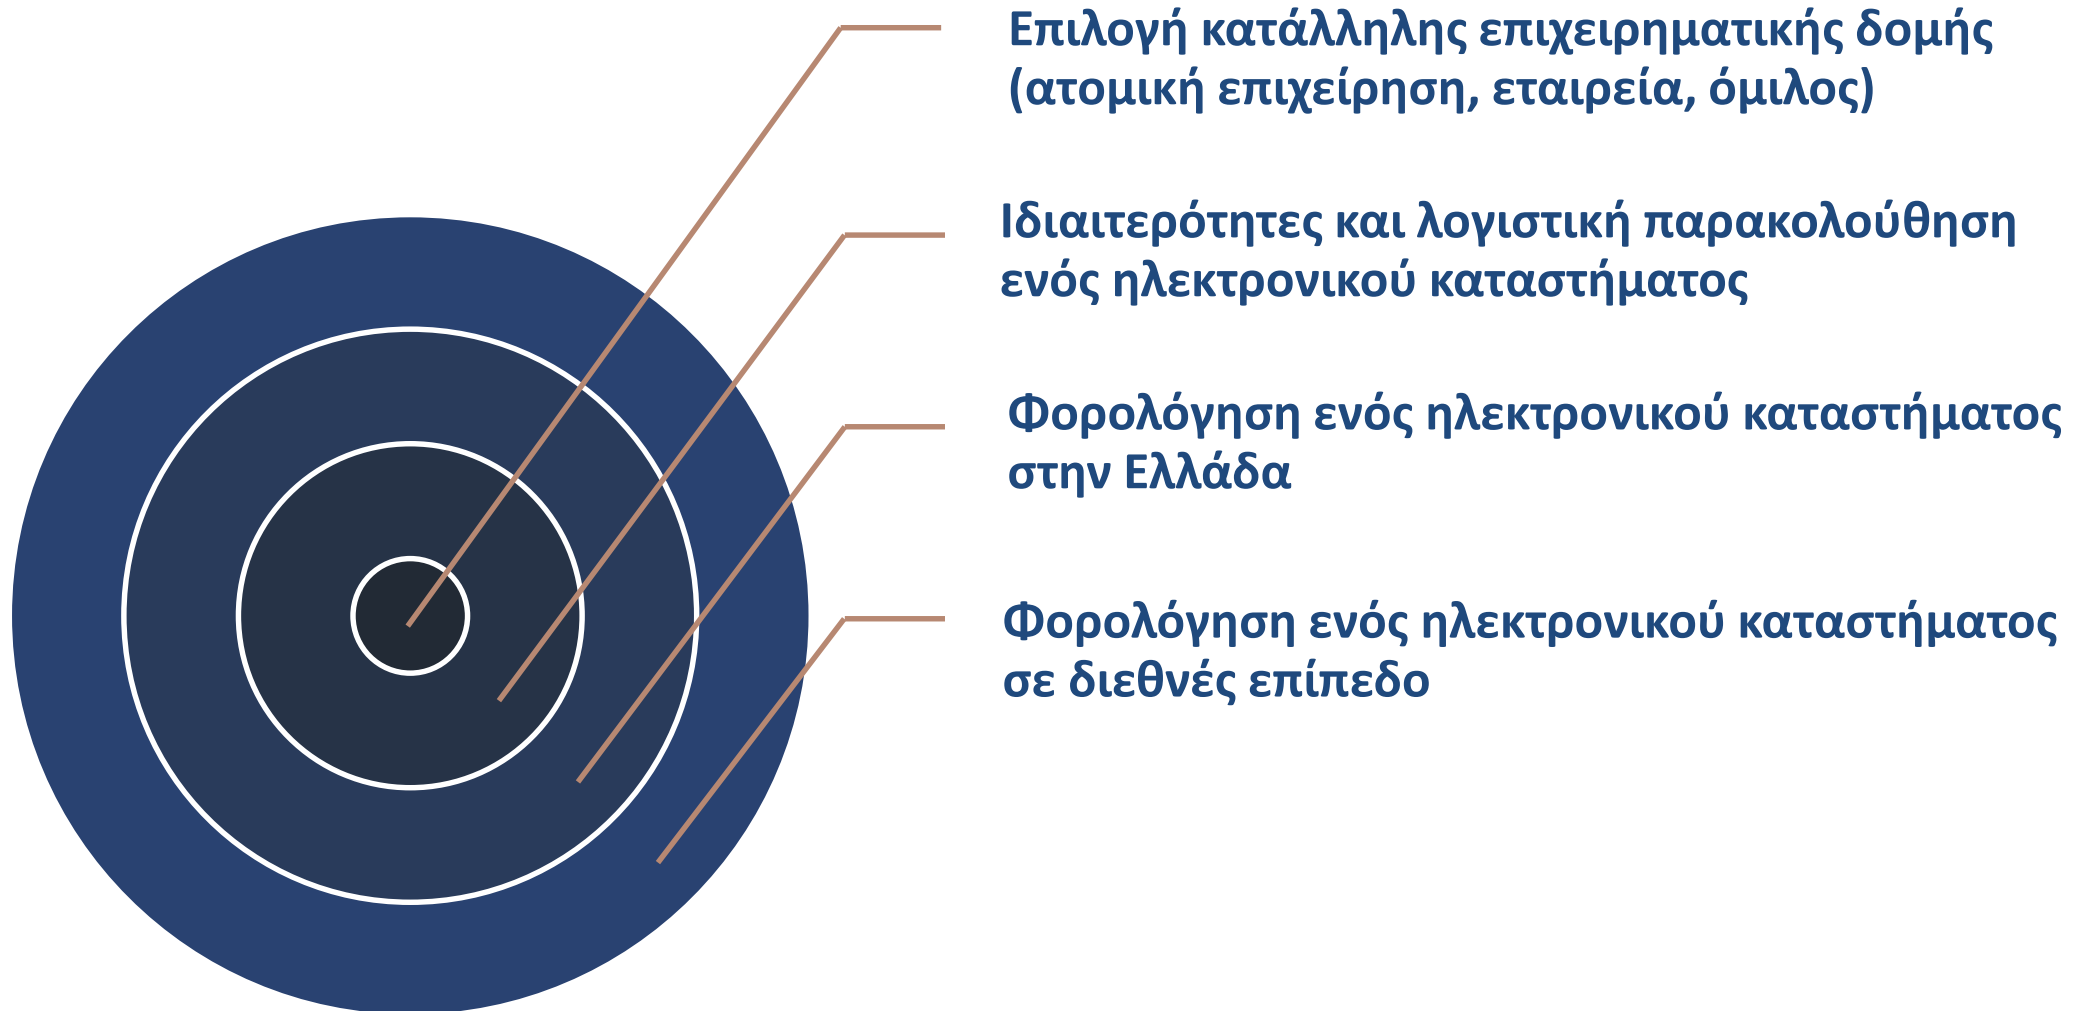 Επιλογή κατάλληλης επιχειρηματικής δομής
(ατομική επιχείρηση, εταιρεία, όμιλος)
Ιδιαιτερότητες και λογιστική παρακολούθηση
ενός ηλεκτρονικού καταστήματος
Φορολόγηση ενός ηλεκτρονικού καταστήματος
στην Ελλάδα
Φορολόγηση ενός ηλεκτρονικού καταστήματος
σε διεθνές επίπεδο